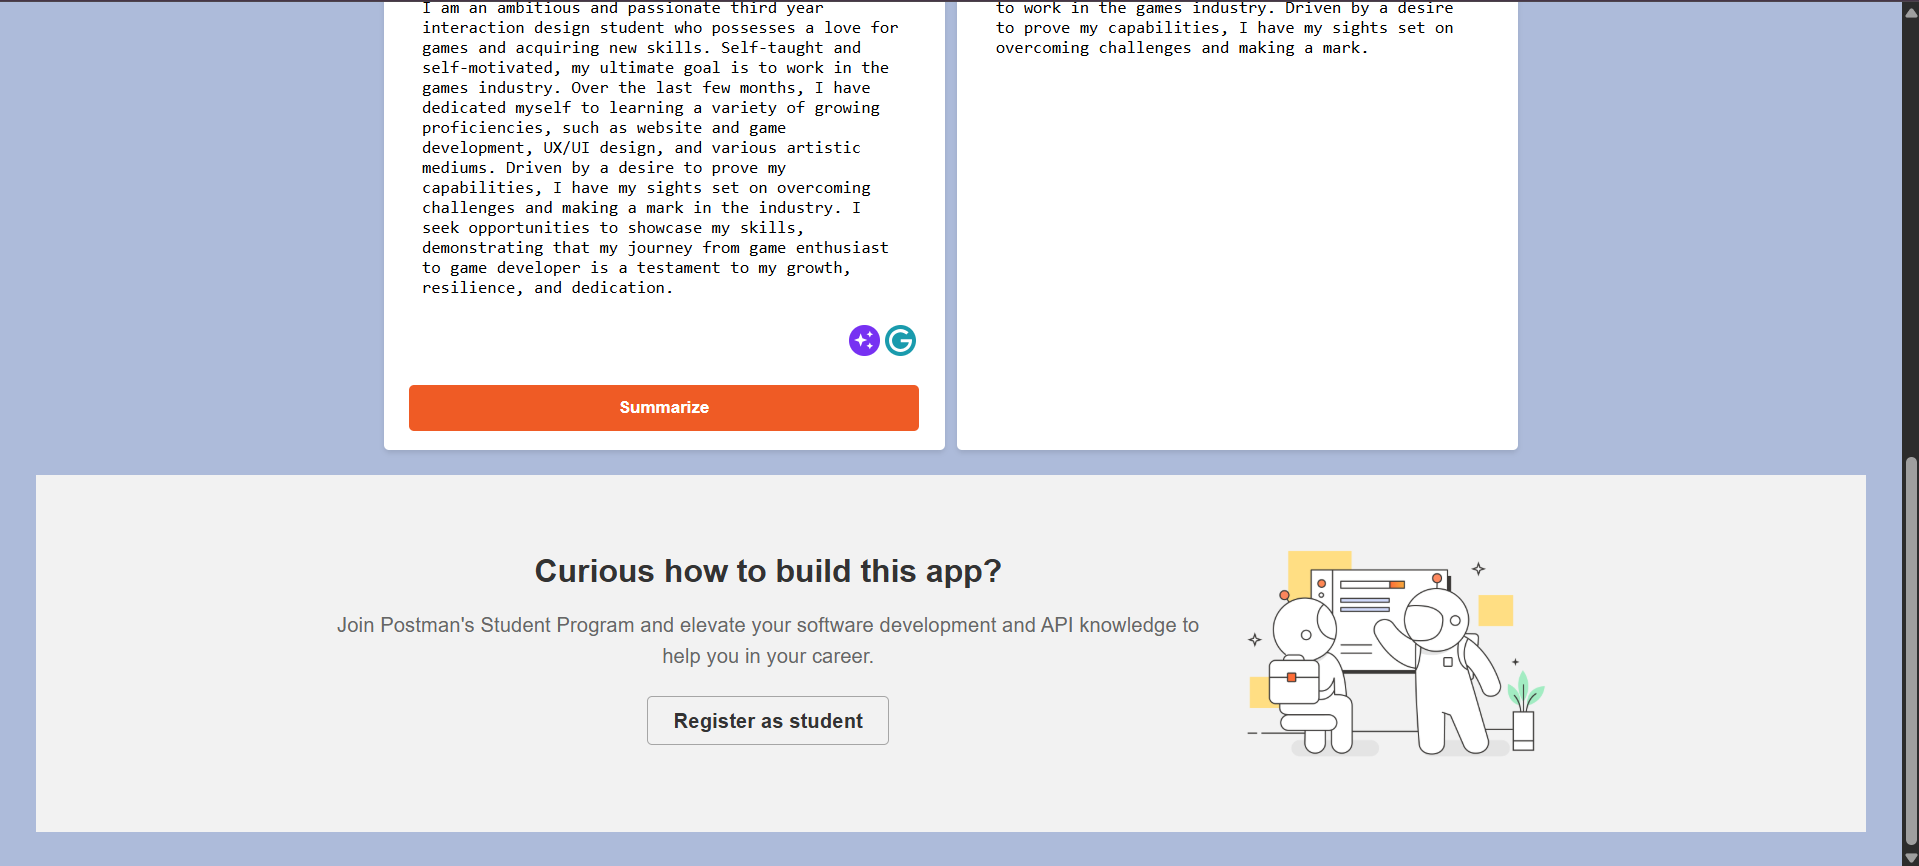 I am an ambitious and passionate third year
interaction design student who possesses a love for
games and acquiring new skills. Self-taught and
self-motivated, my ultimate goal is to work in the
games industry. Over the last few months, I have
dedicated myself to learning a variety of growing
proficiencies, such as website and game
development, UX/UI design, and various artistic
mediums. Driven by a desire to prove my
capabilities, I have my sights set on overcoming
challenges and making a mark in the industry. I
seek opportunities to showcase my skills,
demonstrating that my journey from game enthusiast
to game developer is a testament to my growth,
resilience, and dedication.
Summarize
to work in the games industry. Driven by a desire
to prove my capabilities, I have my sights set on
overcoming challenges and making a mark.
Curious how to build this app?
Join Postman's Student Program and elevate your software development and API knowledge to
help you in your career.
Register as student